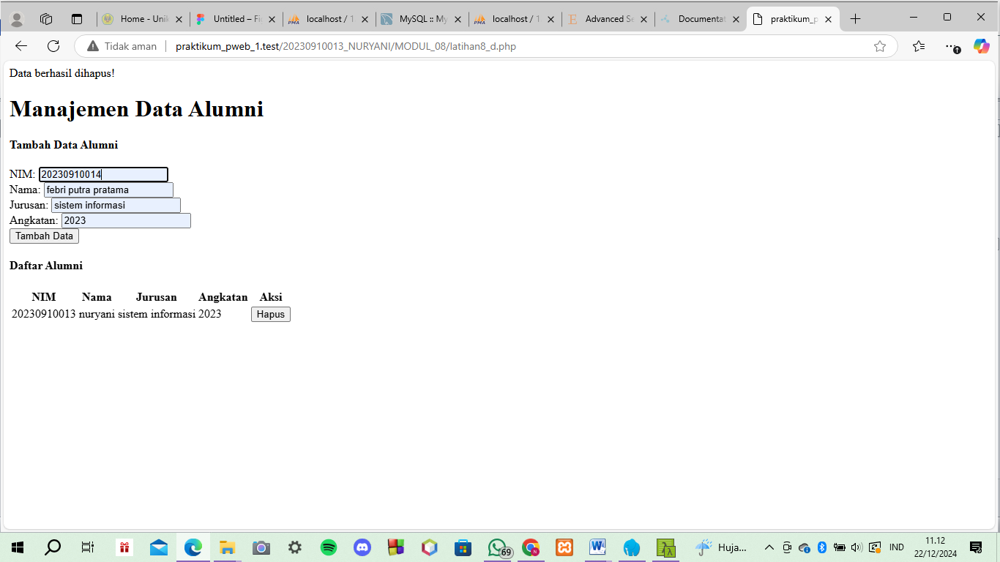 Home - Unik
Untitled – Fig
localhost / 1
MySQL :: My
localhost / 1
Advanced Se
Documentat
praktikum_p
Tidak aman
praktikum_pweb_1.test/20230910013_NURYANI/MODUL_08/latihan8_d.php
Data berhasil dihapus!
Manajemen Data Alumni
Tambah Data Alumni
NIM: 20230910014
Nama: febri putra pratama
Jurusan: sistem informasi
Angkatan: 2023
Tambah Data
Daftar Alumni
NIM Nama Jurusan Angkatan Aksi
20230910013 nuryani sistem informasi 2023 Hapus
69
Huja...
IND
11.12
22/12/2024